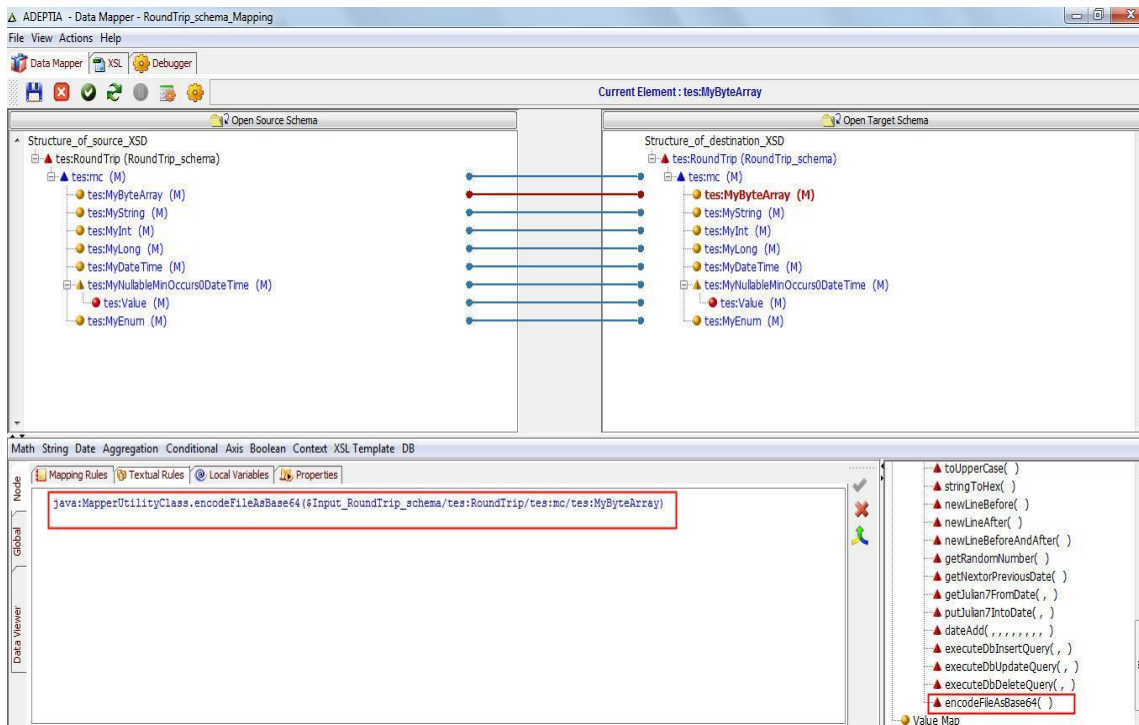 ADEPTIA - Data Mapper - RoundTrip_schema_Mapping
File View Actions Help
Data Mapper XSL Debugger
Current Element : tes:MyByteArray
Open Source Schema
Open Target Schema
Structure_of_source_XSD
tes:RoundTrip (RoundTrip_schema)
tes:mc (M)
tes:MyByteArray (M)
tes:MyString (M)
tes:MyInt (M)
tes:MyLong (M)
tes:MyDateTime (M)
tes:MyNullableMinOccurs0DateTime (M)
tes:Value (M)
tes:MyEnum (M)
Structure_of_destination_XSD
tes:RoundTrip (RoundTrip_schema)
tes:mc (M)
tes:MyByteArray (M)
tes:MyString (M)
tes:MyInt (M)
tes:MyLong (M)
tes:MyDateTime (M)
tes:MyNullableMinOccurs0DateTime (M)
tes:Value (M)
tes:MyEnum (M)
Math String Date Aggregation Conditional Axis Boolean Context XSL Template DB
Node
Global
Data Viewer
Mapping Rules Textual Rules Local Variables Properties
java:MapperUtilityClass.encodeFileAsBase64($Input_RoundTrip_schema/tes:RoundTrip/tes:mc/tes:MyByteArray)
toUpperCase( )
stringToHex( )
newLineBefore( )
newLineAfter( )
newLineBeforeAndAfter( )
getRandomNumber( )
getNextorPreviousDate( )
getJulian7FromDate( , )
putJulian7IntoDate( , )
dateAdd( , , , , , , , , )
executeDbInsertQuery( , )
executeDbUpdateQuery( , )
executeDbDeleteQuery( , )
encodeFileAsBase64( )
Value Map